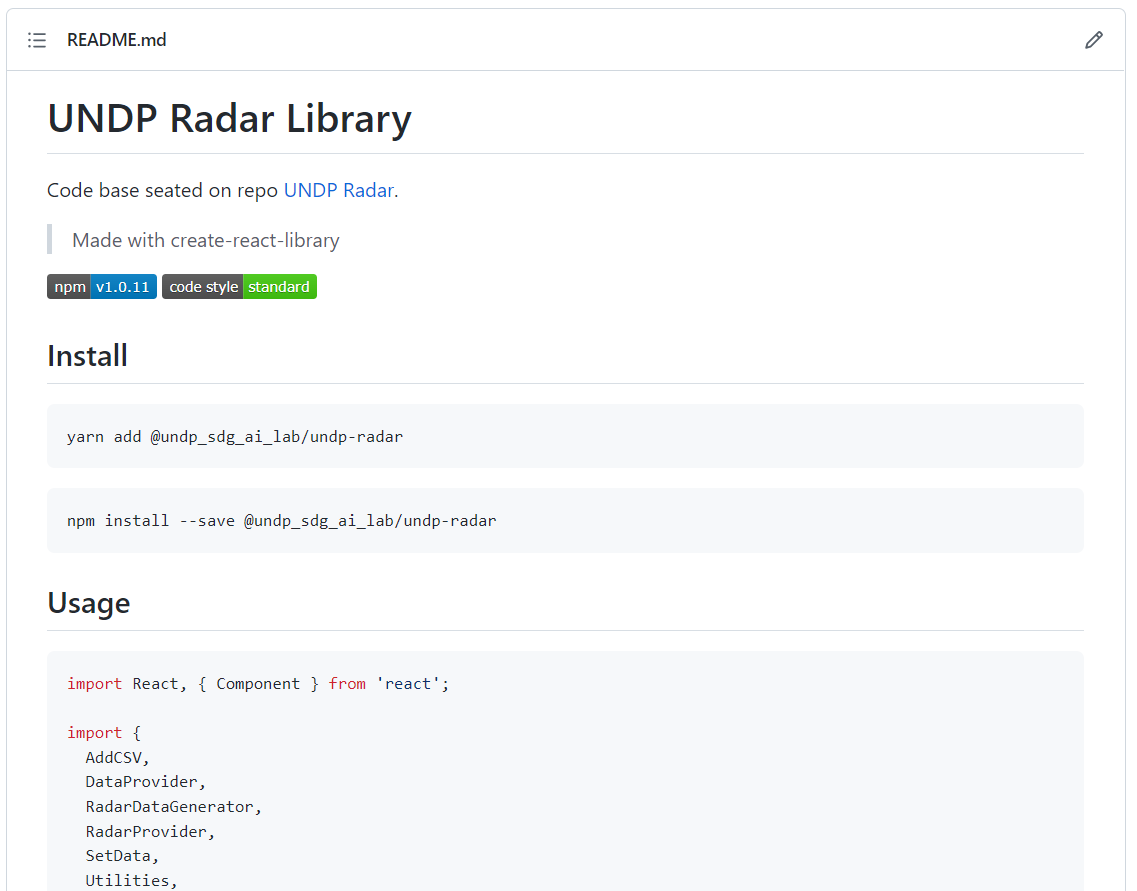 README.md
UNDP Radar Library
Code base seated on repo UNDP Radar.
Made with create-react-library
npm v1.0.11 code style standard
Install
yarn add @undp_sdg_ai_lab/undp-radar
npm install --save @undp_sdg_ai_lab/undp-radar
Usage
import React, { Component } from 'react';
import {
AddCSV,
DataProvider,
RadarDataGenerator,
RadarProvider,
SetData,
Utilities,